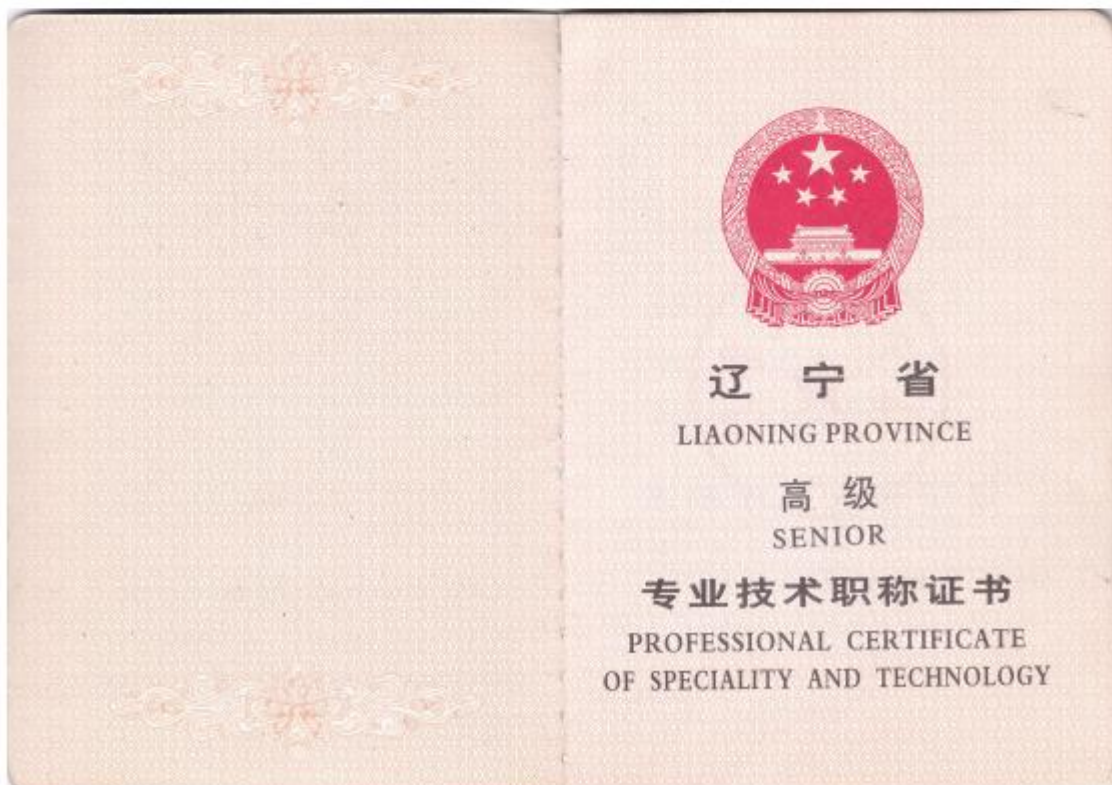 辽宁省
LIAONING PROVINCE
高级
SENIOR
专业技术职称证书
PROFESSIONAL CERTIFICATE
OF SPECIALITY AND TECHNOLOGY